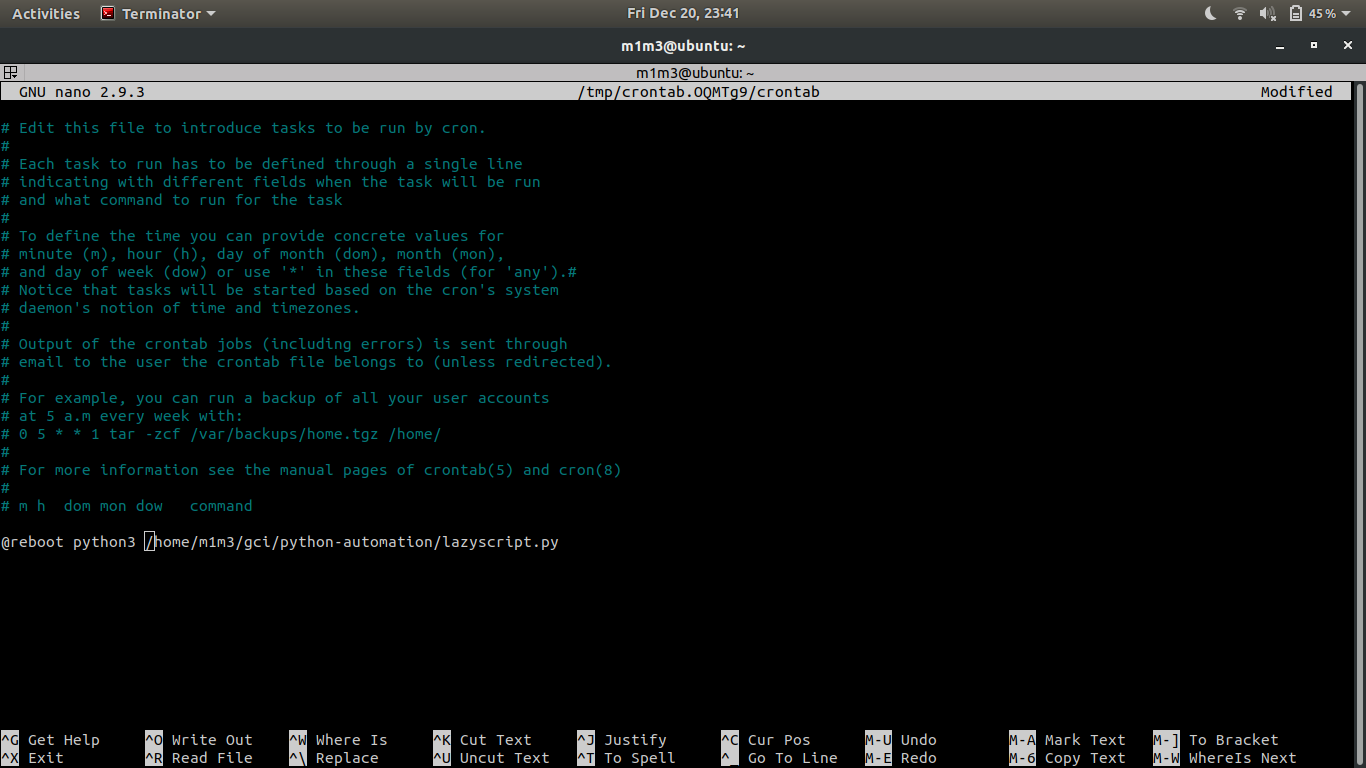 Activities Terminator Fri Dec 20, 23:41 45%
m1m3@ubuntu: ~
m1m3@ubuntu: ~
GNU nano 2.9.3 /tmp/crontab.OQMTg9/crontab Modified
# Edit this file to introduce tasks to be run by cron.
#
# Each task to run has to be defined through a single line
# indicating with different fields when the task will be run
# and what command to run for the task
#
# To define the time you can provide concrete values for
# minute (m), hour (h), day of month (dom), month (mon),
# and day of week (dow) or use '*' in these fields (for 'any').#
# Notice that tasks will be started based on the cron's system
# daemon's notion of time and timezones.
#
# Output of the crontab jobs (including errors) is sent through
# email to the user the crontab file belongs to (unless redirected).
#
# For example, you can run a backup of all your user accounts
# at 5 a.m every week with:
# 0 5 * * 1 tar -zcf /var/backups/home.tgz /home/
#
# For more information see the manual pages of crontab(5) and cron(8)
#
# m h  dom mon dow   command
@reboot python3 /home/m1m3/gci/python-automation/lazyscript.py
^G Get Help ^O Write Out ^W Where Is ^K Cut Text ^J Justify ^C Cur Pos M-U Undo M-A Mark Text M-] To Bracket
^X Exit ^R Read File ^\ Replace ^U Uncut Text ^T To Spell ^_ Go To Line M-E Redo M-6 Copy Text M-W WhereIs Next